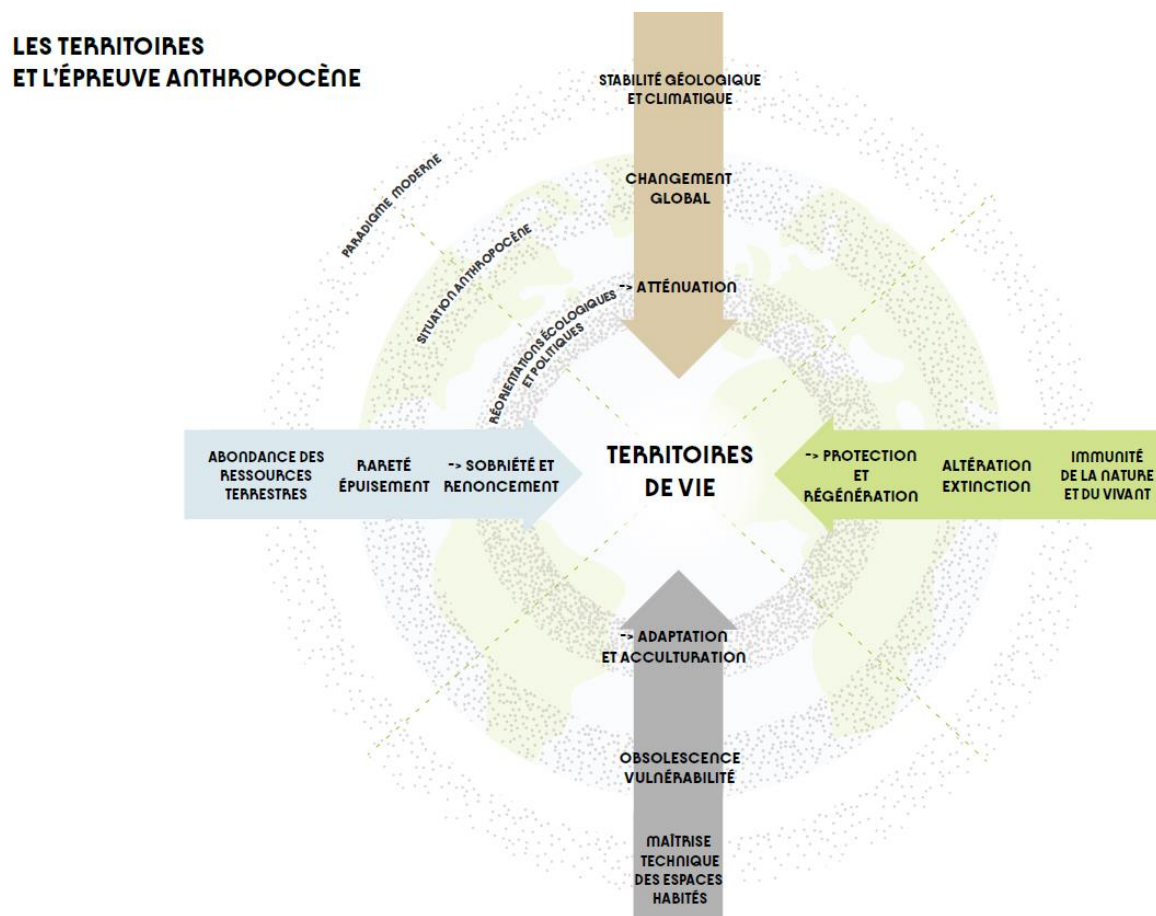 LES TERRITOIRES
ET L'ÉPREUVE ANTHROPOCÈNE
STABILITÉ GÉOLOGIQUE
ET CLIMATIQUE
CHANGEMENT
GLOBAL
-> ATTÉNUATION
PARADIGME MODERNE
SITUATION ANTHROPOCÈNE
RÉORIENTATIONS ÉCOLOGIQUES
ET POLITIQUES
ABONDANCE DES
RESSOURCES
TERRESTRES
RARETÉ
ÉPUISEMENT
-> SOBRIÉTÉ ET
RENONCEMENT
TERRITOIRES
DE VIE
-> PROTECTION
ET
RÉGÉNÉRATION
ALTÉRATION
EXTINCTION
IMMUNITÉ
DE LA NATURE
ET DU VIVANT
-> ADAPTATION
ET ACCULTURATION
OBSOLESCENCE
VULNÉRABILITÉ
MAÎTRISE
TECHNIQUE
DES ESPACES
HABITÉS